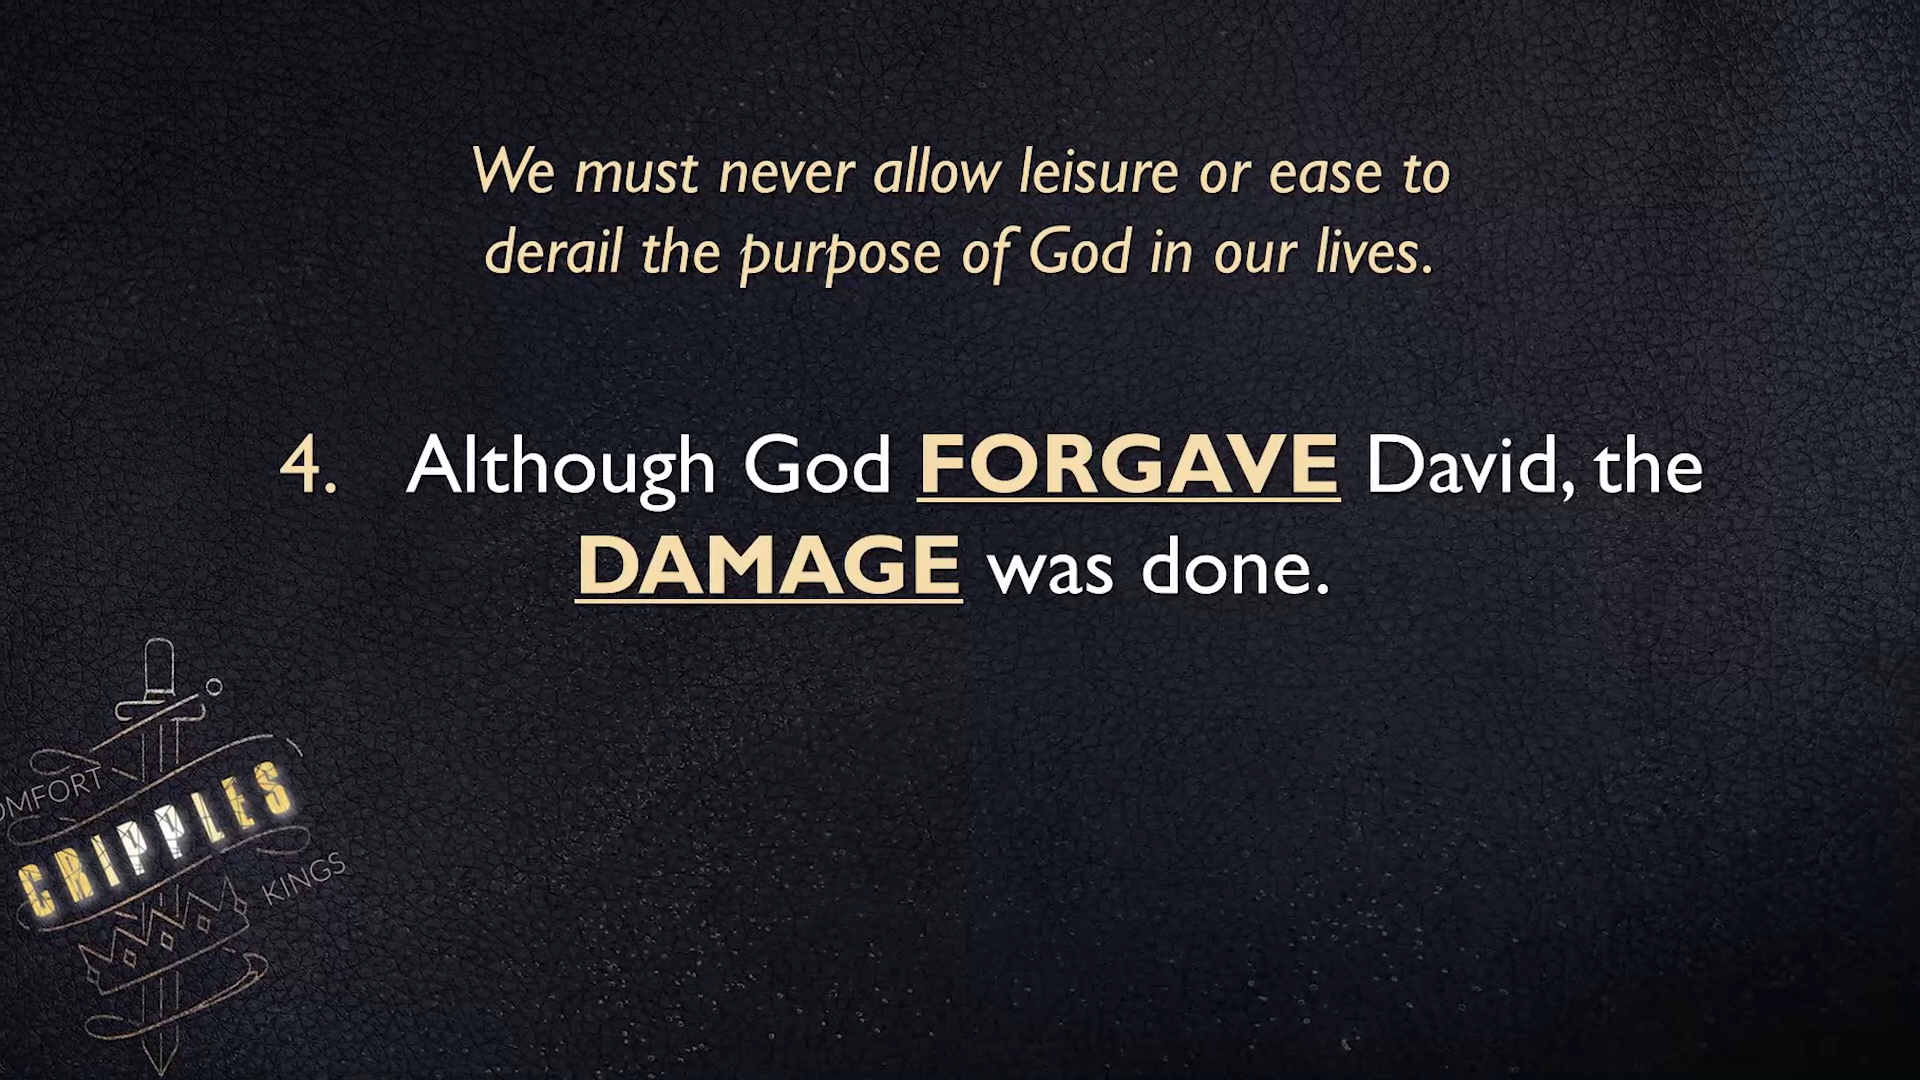 We must never allow leisure or ease to
derail the purpose of God in our lives.
4. Although God FORGAVE David, the
DAMAGE was done.
OMFORT
CRIPPLES
KINGS